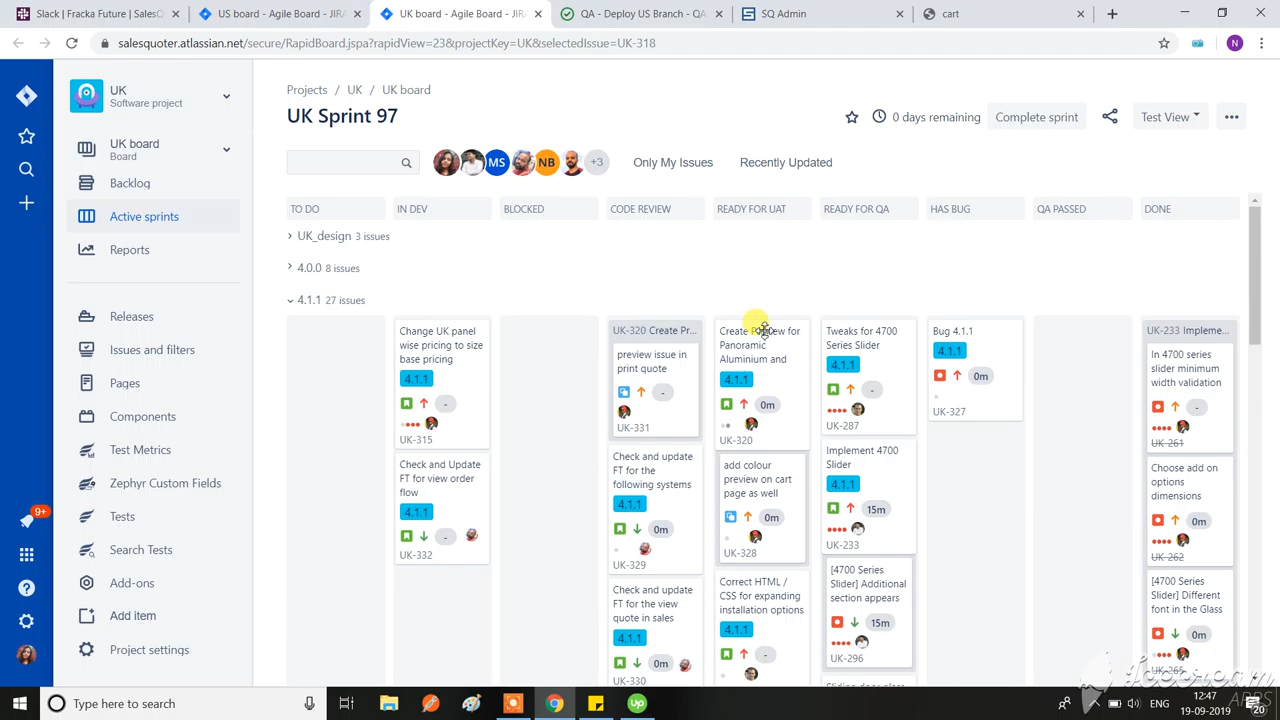 Slack | Fracka Futura | SalesQ
US board - Agile Board - JIRA
UK board - Agile Board - JIRA
QA - Deploy US Branch - QA
SQ Admin
cart
salesquoter.atlassian.net/secure/RapidBoard.jspa?rapidView=23&projectKey=UK&selectedIssue=UK-318
N
UK
Software project
UK board
Board
Backlog
Active sprints
Reports
Releases
Issues and filters
Pages
Components
Test Metrics
Zephyr Custom Fields
Tests
Search Tests
Add-ons
Add item
Project settings
9+
Projects / UK / UK board
UK Sprint 97
0 days remaining
Complete sprint
Test View
MS
NB
+3
Only My Issues
Recently Updated
TO DO
IN DEV
BLOCKED
CODE REVIEW
READY FOR UAT
READY FOR QA
HAS BUG
QA PASSED
DONE
UK_design 3 issues
4.0.0 8 issues
4.1.1 27 issues
Change UK panel
wise pricing to size
base pricing
4.1.1
-
UK-315
Check and Update
FT for view order
flow
4.1.1
-
UK-332
UK-320 Create Pr...
preview issue in
print quote
-
UK-331
Check and update
FT for the
following systems
4.1.1
0m
UK-329
Check and update
FT for the view
quote in sales
4.1.1
0m
UK-330
Create Preview for
Panoramic
Aluminium and
4.1.1
0m
UK-320
add colour
preview on cart
page as well
0m
UK-328
Correct HTML /
CSS for expanding
installation options
4.1.1
-
Tweaks for 4700
Series Slider
4.1.1
-
UK-287
Implement 4700
Slider
4.1.1
15m
UK-233
[4700 Series
Slider] Additional
section appears
15m
UK-296
Bug 4.1.1
4.1.1
0m
UK-327
UK-233 Impleme...
In 4700 series
slider minimum
width validation
-
UK-261
Choose add on
options
dimensions
0m
UK-262
[4700 Series
Slider] Different
font in the Glass
0m
UK-265
Icecream
APPS
Type here to search
ENG
12:47
19-09-2019
20